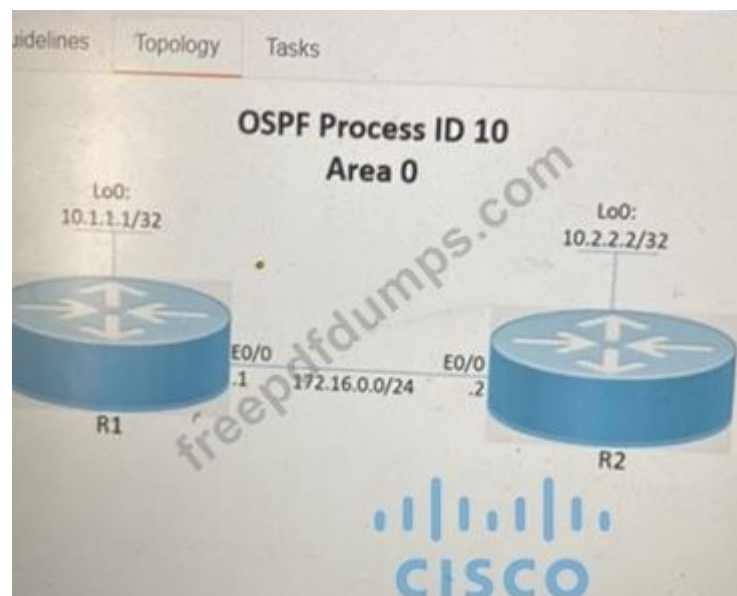 uidelines Topology Tasks
OSPF Process ID 10
Area 0
Lo0:
10.1.1.1/32
Lo0:
10.2.2.2/32
E0/0
.1
172.16.0.0/24
E0/0
.2
R1
R2
freepdfdumps.com
CISCO